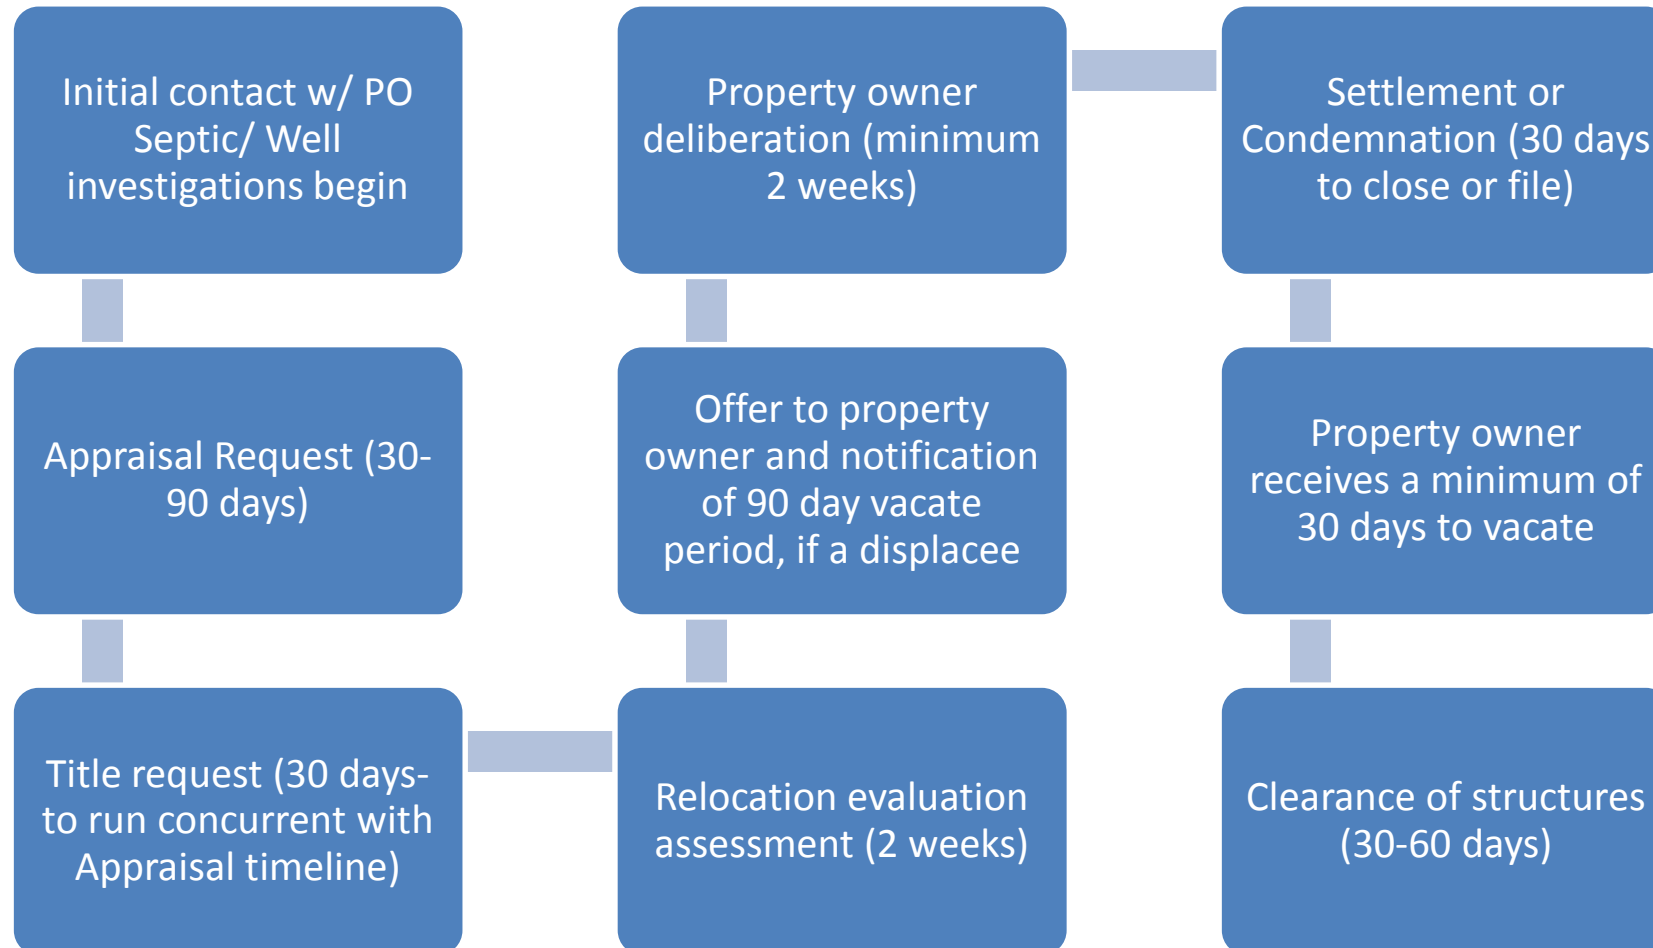 Initial contact w/ PO
Septic/ Well
investigations begin
Appraisal Request (30-
90 days)
Title request (30 days-
to run concurrent with
Appraisal timeline)
Relocation evaluation
assessment (2 weeks)
Offer to property
owner and notification
of 90 day vacate
period, if a displacee
Property owner
deliberation (minimum
2 weeks)
Settlement or
Condemnation (30 days
to close or file)
Property owner
receives a minimum of
30 days to vacate
Clearance of structures
(30-60 days)